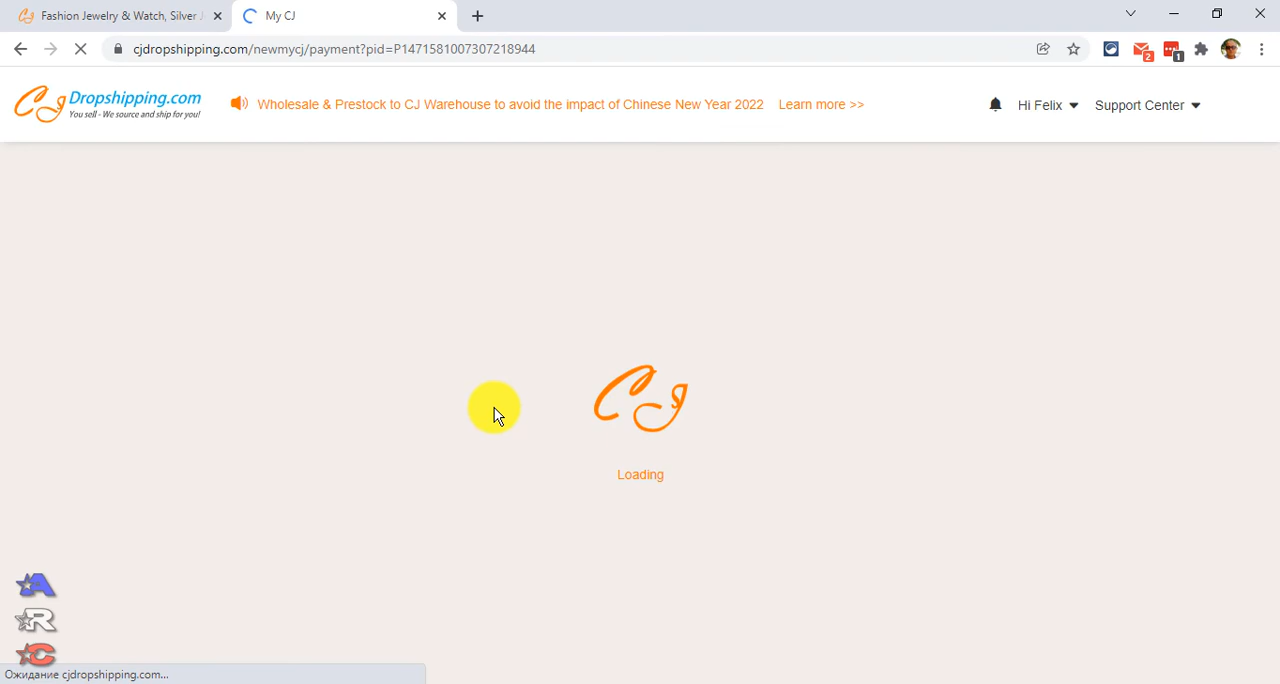 Fashion Jewelry & Watch, Silver J
My CJ
cjdropshipping.com/newmycj/payment?pid=P1471581007307218944
2
1
CJ Dropshipping.com
You sell - We source and ship for you!
Wholesale & Prestock to CJ Warehouse to avoid the impact of Chinese New Year 2022 Learn more >>
Hi Felix
Support Center
CJ
Loading
A
R
C
Ожидание cjdropshipping.com...